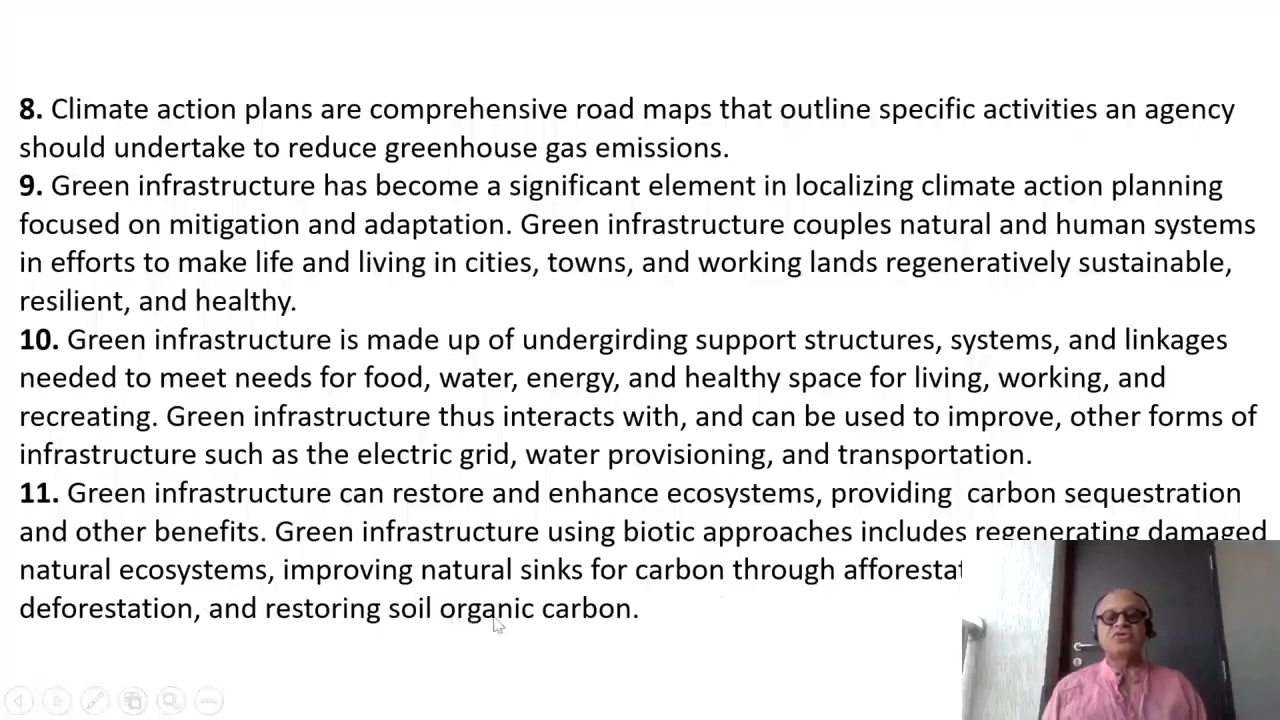 8. Climate action plans are comprehensive road maps that outline specific activities an agency
should undertake to reduce greenhouse gas emissions.
9. Green infrastructure has become a significant element in localizing climate action planning
focused on mitigation and adaptation. Green infrastructure couples natural and human systems
in efforts to make life and living in cities, towns, and working lands regeneratively sustainable,
resilient, and healthy.
10. Green infrastructure is made up of undergirding support structures, systems, and linkages
needed to meet needs for food, water, energy, and healthy space for living, working, and
recreating. Green infrastructure thus interacts with, and can be used to improve, other forms of
infrastructure such as the electric grid, water provisioning, and transportation.
11. Green infrastructure can restore and enhance ecosystems, providing  carbon sequestration
and other benefits. Green infrastructure using biotic approaches includes regenerating damaged
natural ecosystems, improving natural sinks for carbon through
deforestation, and restoring soil organic carbon.